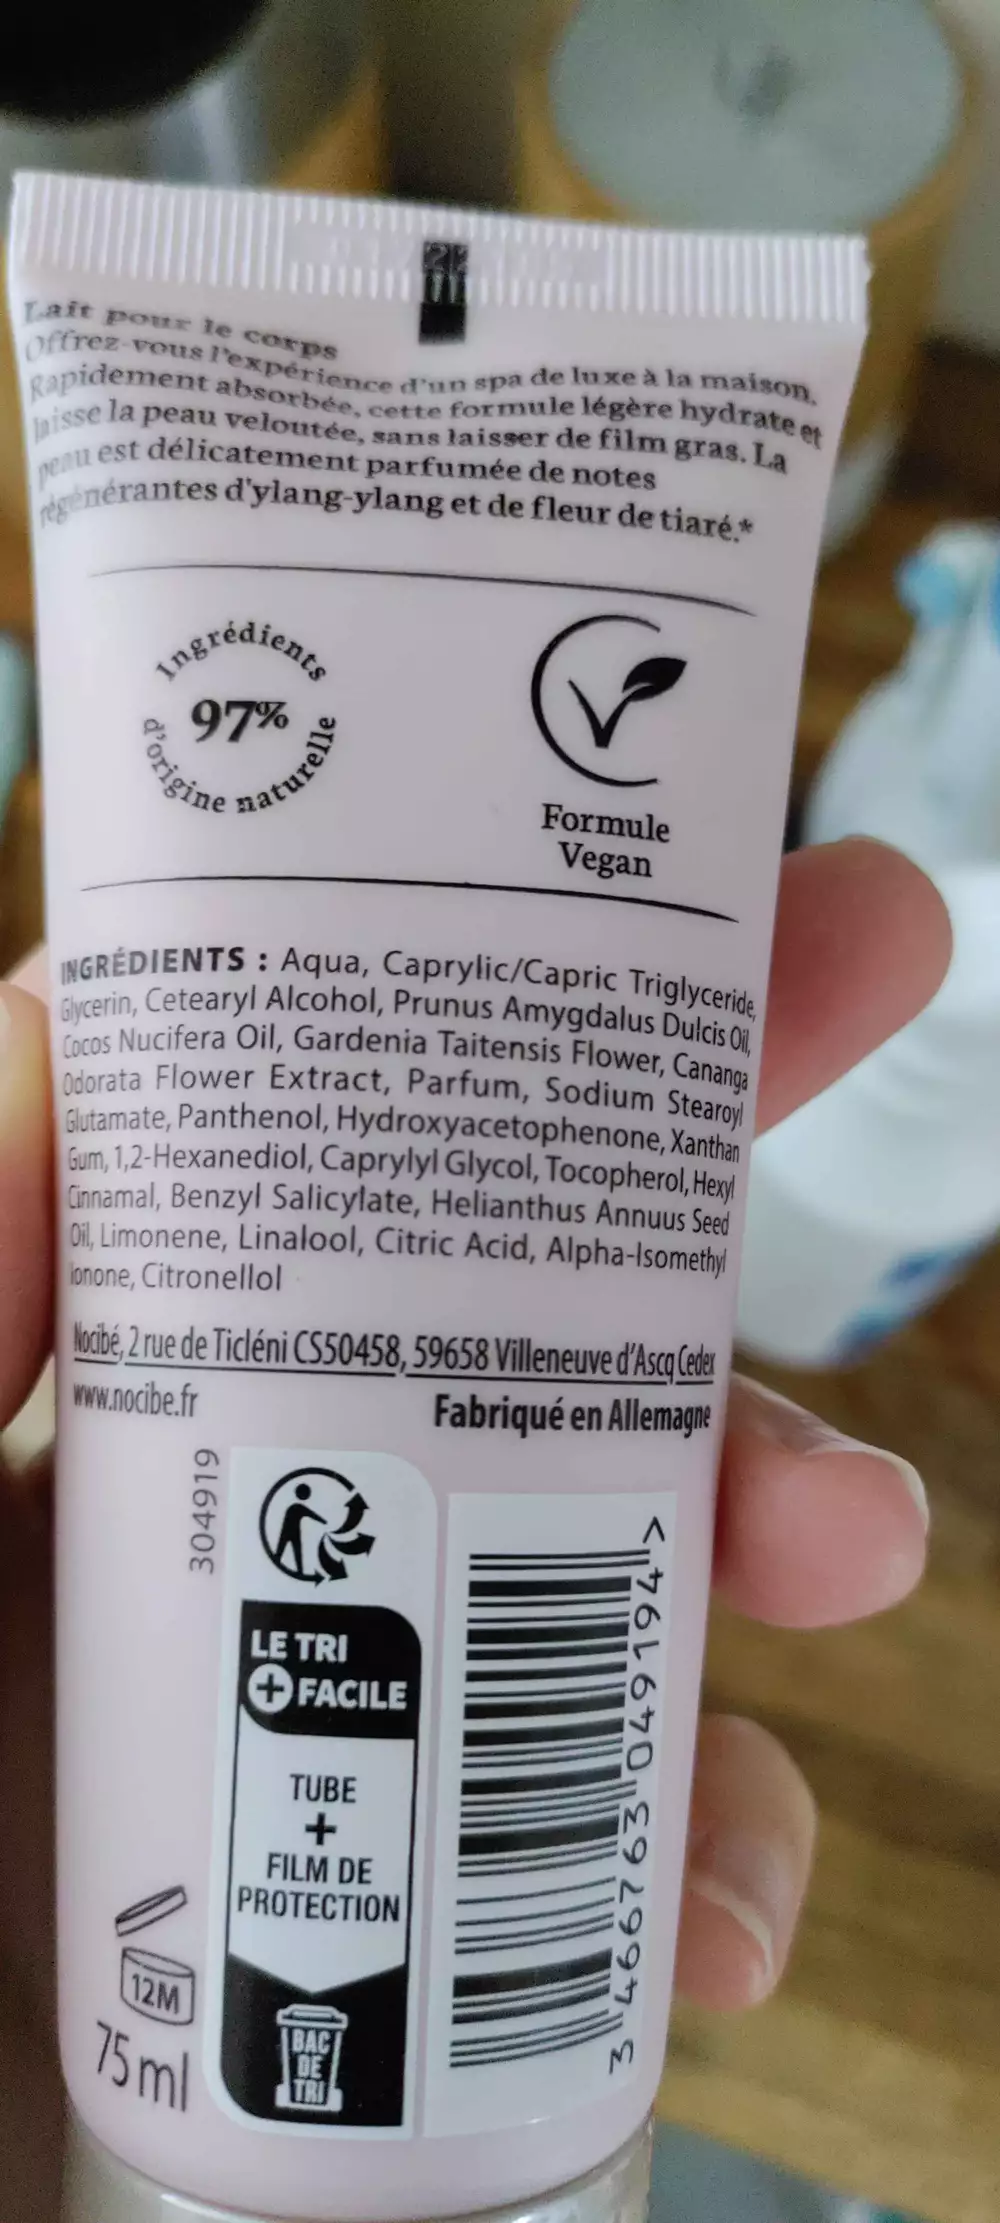 Lait pour le corps
Offrez-vous l'expérience d'un spa de luxe à la maison.
Rapidement absorbée, cette formule légère hydrate et
laisse la peau veloutée, sans laisser de film gras. La
peau est délicatement parfumée de notes
régénérantes d'ylang-ylang et de fleur de tiaré.*
Ingrédients
97%
d'origine naturelle
Formule
Vegan
INGRÉDIENTS : Aqua, Caprylic/Capric Triglyceride,
Glycerin, Cetearyl Alcohol, Prunus Amygdalus Dulcis Oil,
Cocos Nucifera Oil, Gardenia Taitensis Flower, Cananga
Odorata Flower Extract, Parfum, Sodium Stearoyl
Glutamate, Panthenol, Hydroxyacetophenone, Xanthan
Gum, 1,2-Hexanediol, Caprylyl Glycol, Tocopherol, Hexyl
Cinnamal, Benzyl Salicylate, Helianthus Annuus Seed
Oil, Limonene, Linalool, Citric Acid, Alpha-Isomethyl
Ionone, Citronellol
Nocibé, 2 rue de Ticléni CS50458, 59658 Villeneuve d'Ascq Cedex
www.nocibe.fr
Fabriqué en Allemagne
304919
LE TRI
+ FACILE
TUBE
+
FILM DE
PROTECTION
BAC
DE
TRI
12M
75 ml
3 466763 049194 >